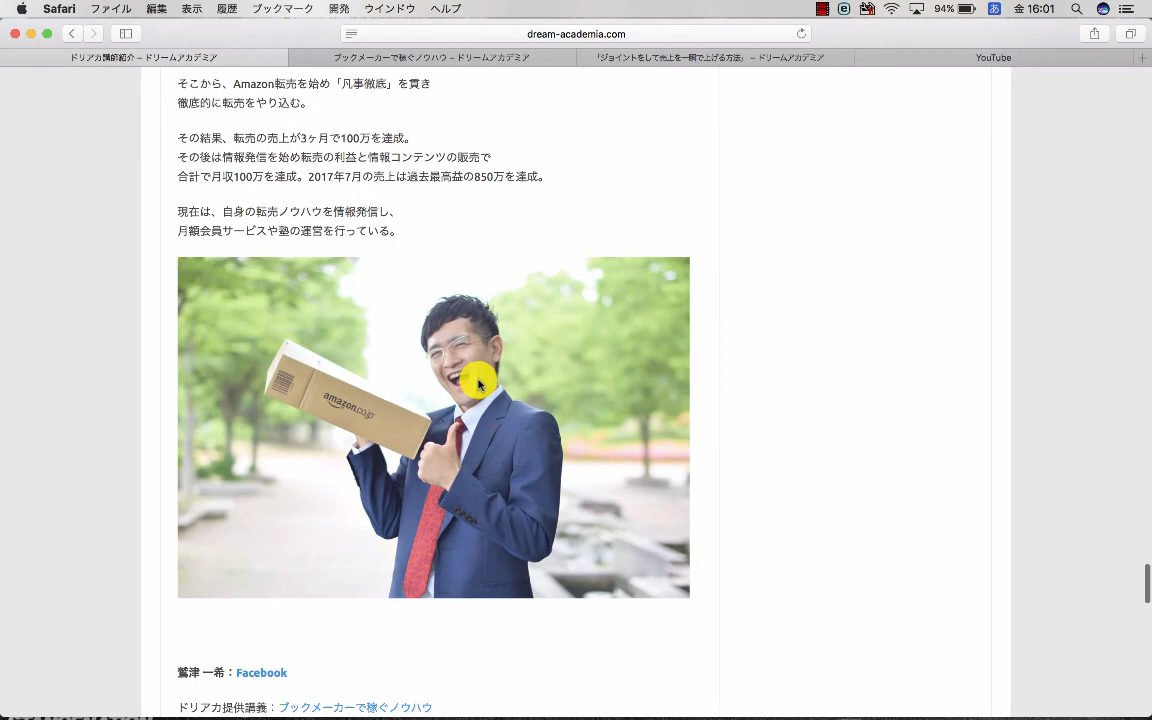 Safari ファイル 編集 表示 履歴 ブックマーク 開発 ウインドウ ヘルプ 94% あ 金 16:01
dream-academia.com
ドリアカ講師紹介 – ドリームアカデミア ブックメーカーで稼ぐノウハウ – ドリームアカデミア 「ジョイントをして売上を一瞬で上げる方法」 – ドリームアカデミア YouTube
そこから、Amazon転売を始め「凡事徹底」を貫き
徹底的に転売をやり込む。
その結果、転売の売上が3ヶ月で100万を達成。
その後は情報発信を始め転売の利益と情報コンテンツの販売で
合計で月収100万を達成。2017年7月の売上は過去最高益の850万を達成。
現在は、自身の転売ノウハウを情報発信し、
月額会員サービスや塾の運営を行っている。
amazon.co.jp
鷲津 一希：Facebook
ドリアカ提供講義：ブックメーカーで稼ぐノウハウ